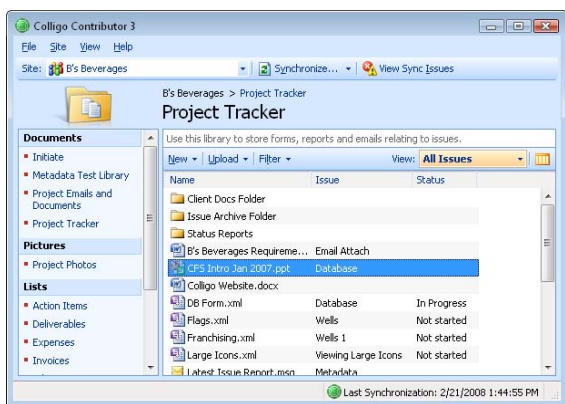 Colligo Contributor 3
File Site View Help
Site: B's Beverages Synchronize... View Sync Issues
B's Beverages > Project Tracker
Project Tracker
Documents
Initiate
Metadata Test Library
Project Emails and
Documents
Project Tracker
Pictures
Project Photos
Lists
Action Items
Deliverables
Expenses
Invoices
Use this library to store forms, reports and emails relating to issues.
New Upload Filter View: All Issues
Name Issue Status
Client Docs Folder
Issue Archive Folder
Status Reports
B's Beverages Requireme... Email Attach
CFS Intro Jan 2007.ppt Database
Colligo Website.docx
DB Form.xml Database In Progress
Flags.xml Wells Not started
Franchising.xml Wells 1 Not started
Large Icons.xml Viewing Large Icons Not started
Latest Issue Report.msg Metadata
Last Synchronization: 2/21/2008 1:44:55 PM